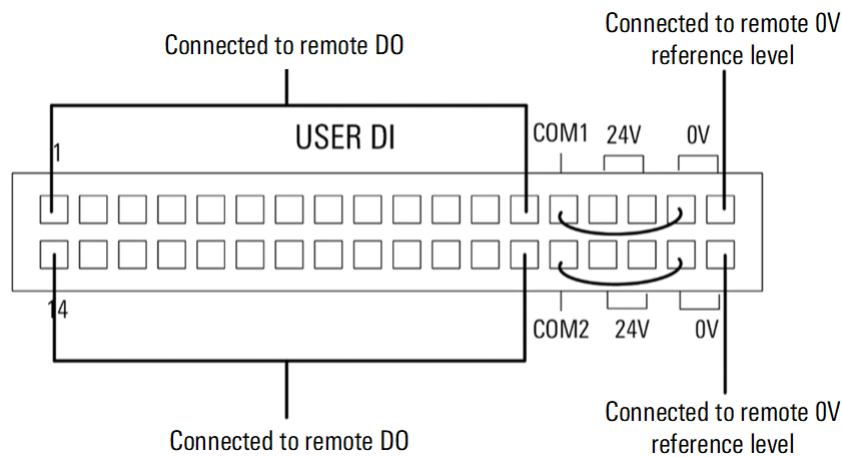 Connected to remote 0V
reference level
Connected to remote DO
USER DI
COM1 24V 0V
1
14
COM2 24V 0V
Connected to remote DO
Connected to remote 0V
reference level